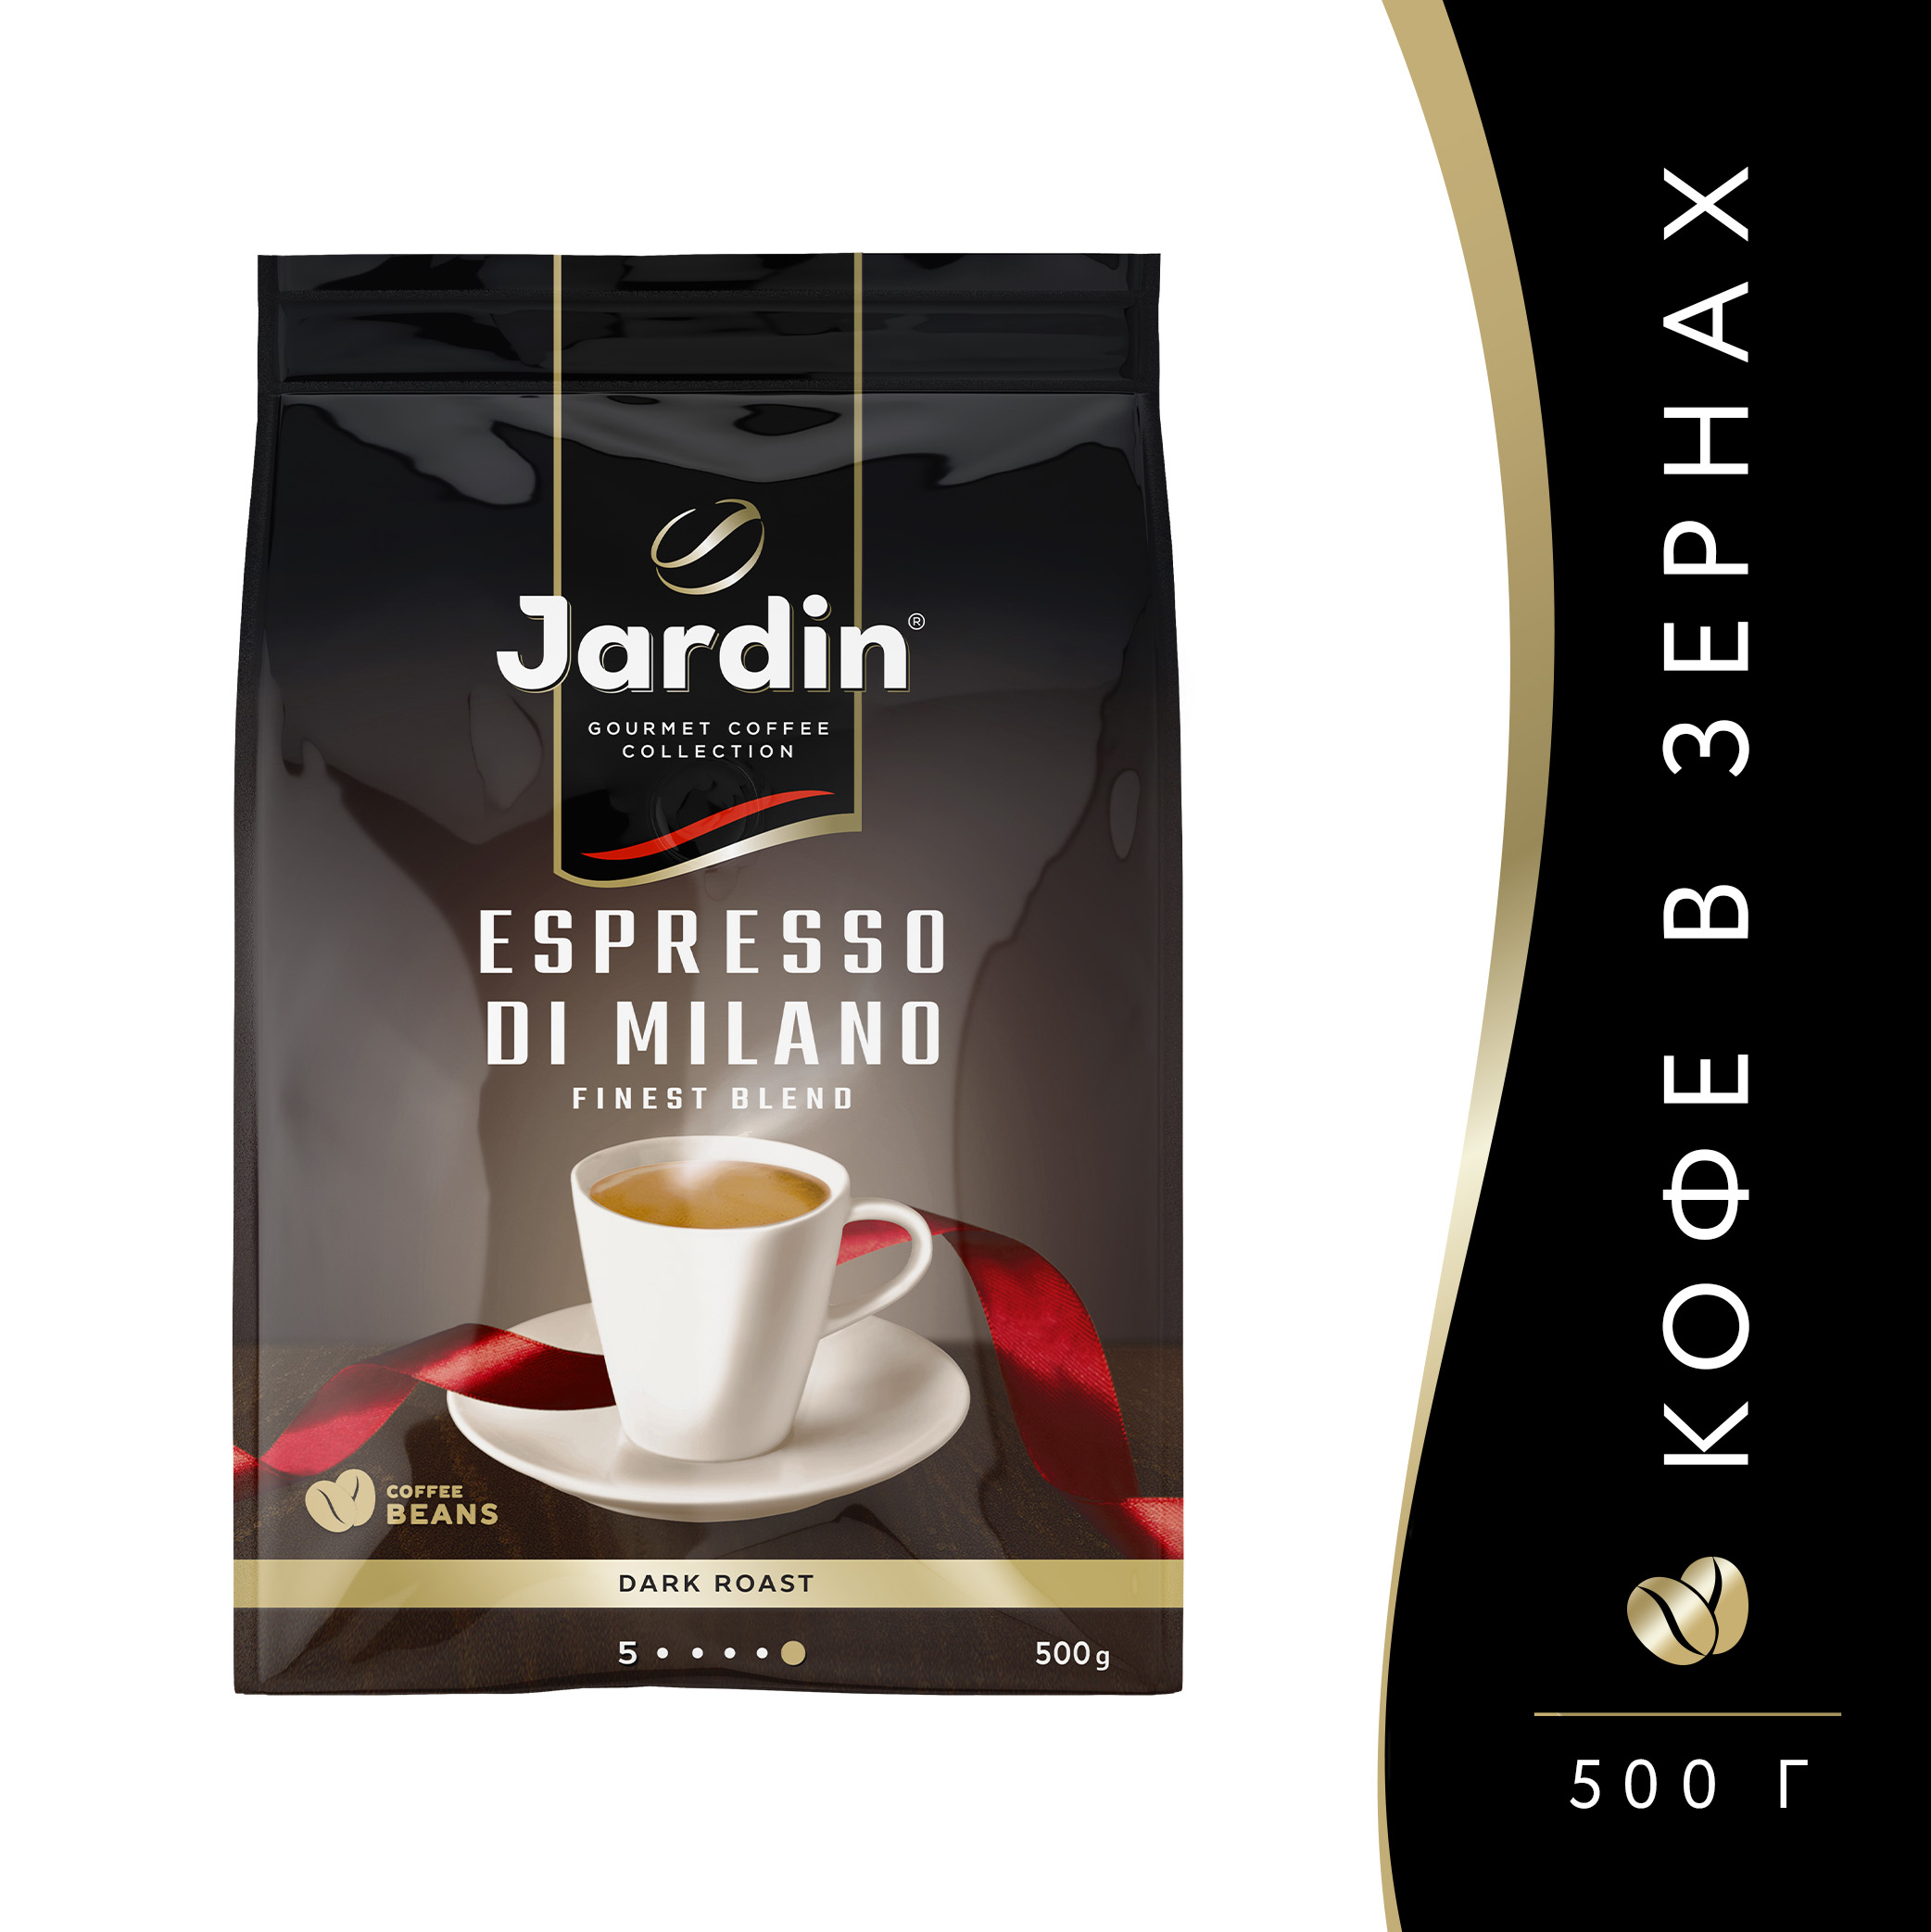 Jardin®
GOURMET COFFEE
COLLECTION
ESPRESSO
DI MILANO
FINEST BLEND
COFFEE
BEANS
DARK ROAST
5
500g
КОФЕ В ЗЕРНАХ
500 Г